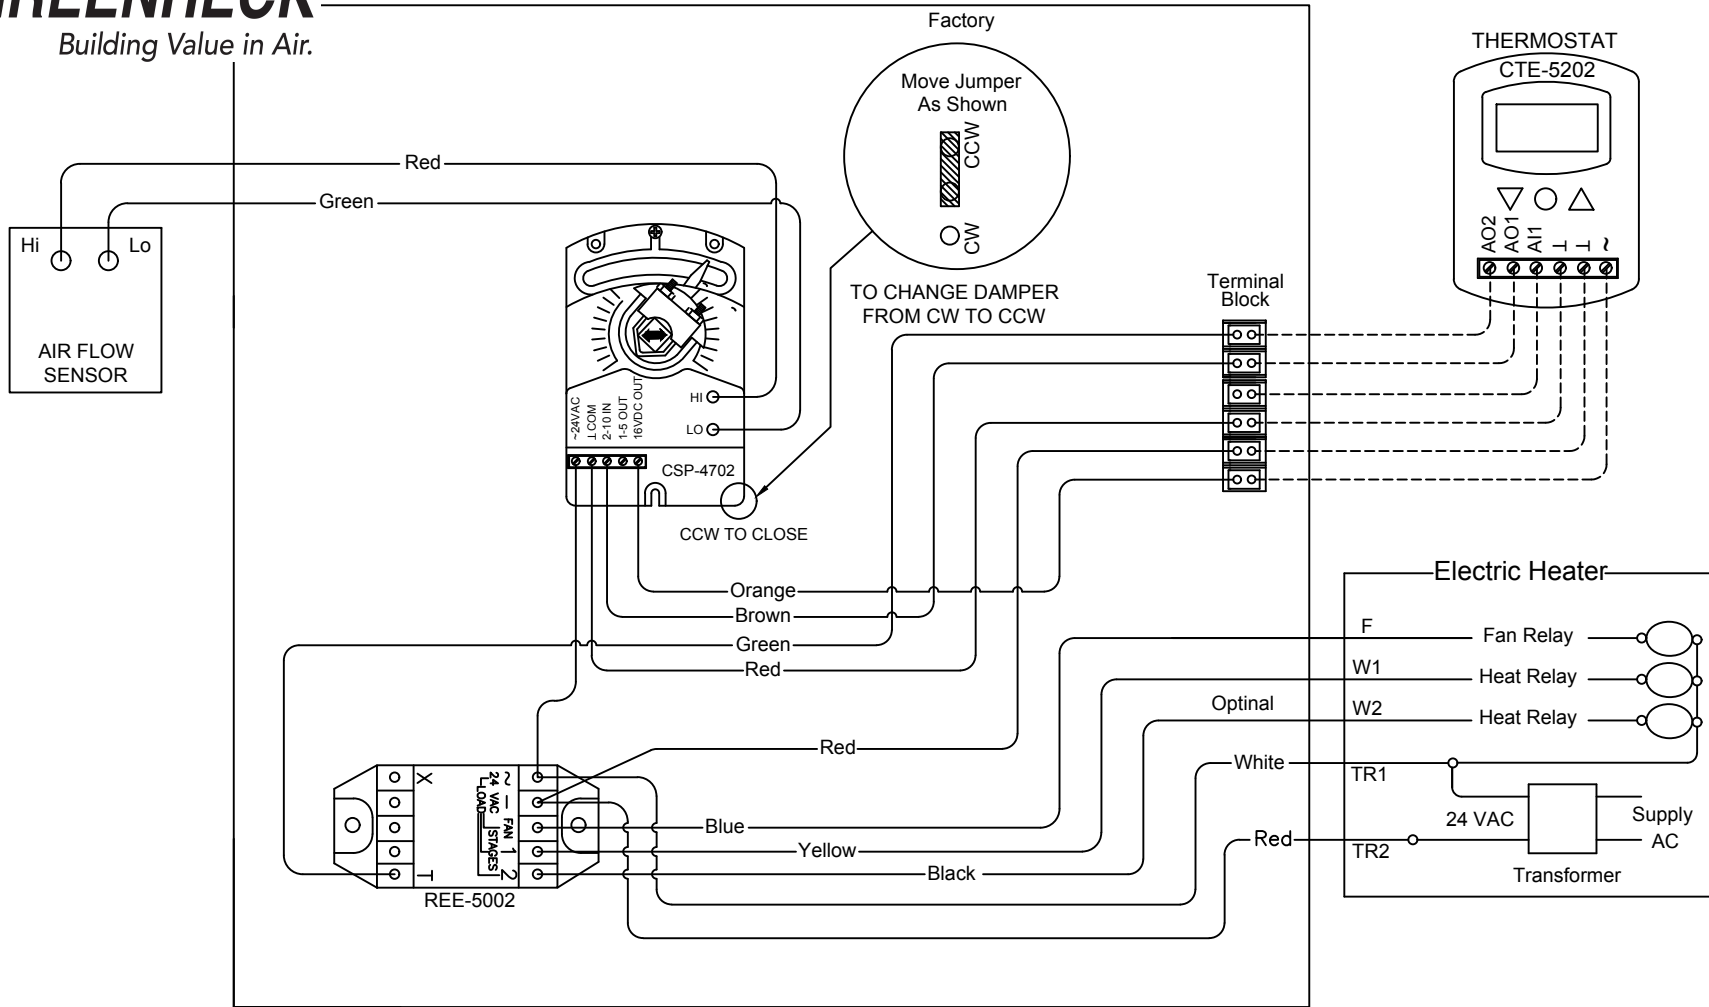 Building Value in Air.
Factory
Move Jumper
As Shown
CCW
CW
TO CHANGE DAMPER
FROM CW TO CCW
THERMOSTAT
CTE-5202
AO2
AO1
AI1
⊥
⊥
~
Red
Green
Hi
Lo
AIR FLOW
SENSOR
Terminal
Block
~24VAC
⊥ COM
2-10 IN
1-5 OUT
16VDC OUT
HI
LO
CSP-4702
CCW TO CLOSE
Orange
Brown
Green
Red
Electric Heater
F
Fan Relay
W1
Heat Relay
Optinal
W2
Heat Relay
Red
White
TR1
X
~
24 VAC
LOAD
FAN
STAGES
1
2
T
REE-5002
Blue
Yellow
Black
Red
TR2
24 VAC
Supply
AC
Transformer